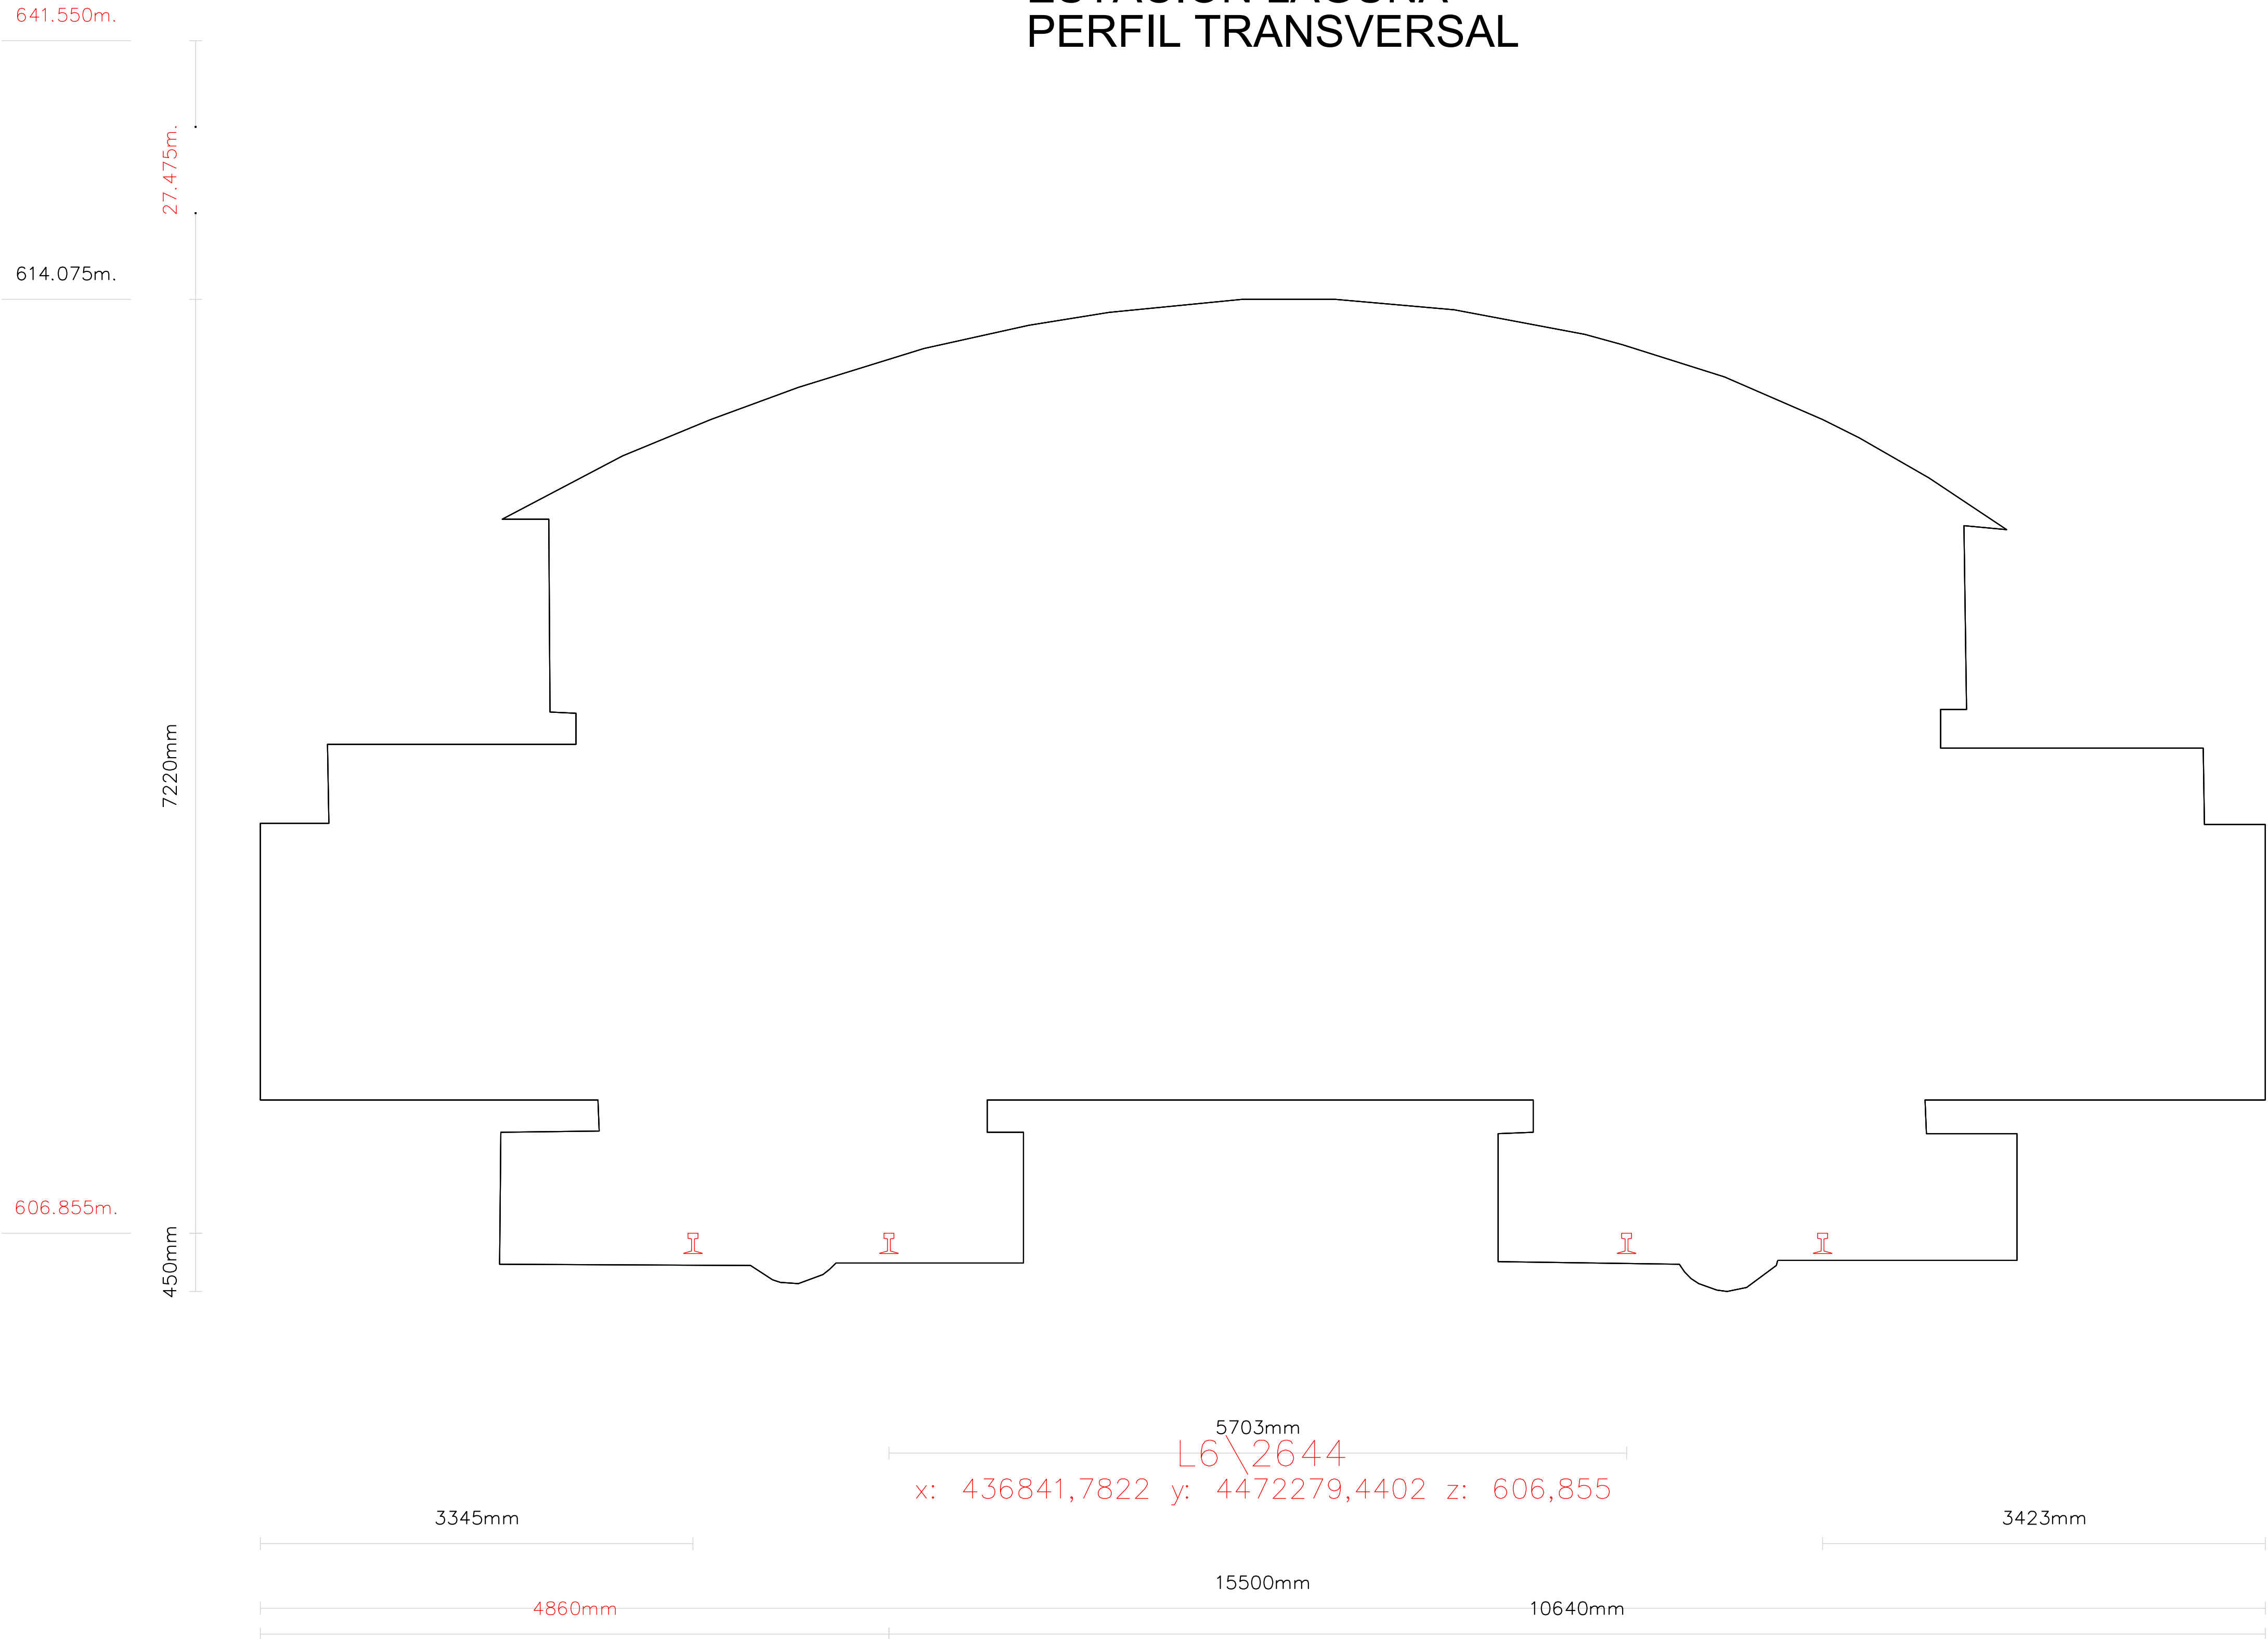 641.550m.
PERFIL TRANSVERSAL
27.475m.
614.075m.
7220mm
606.855m.
450mm
5703mm
L6\2644
x: 436841,7822 y: 4472279,4402 z: 606,855
3345mm
3423mm
15500mm
4860mm
10640mm